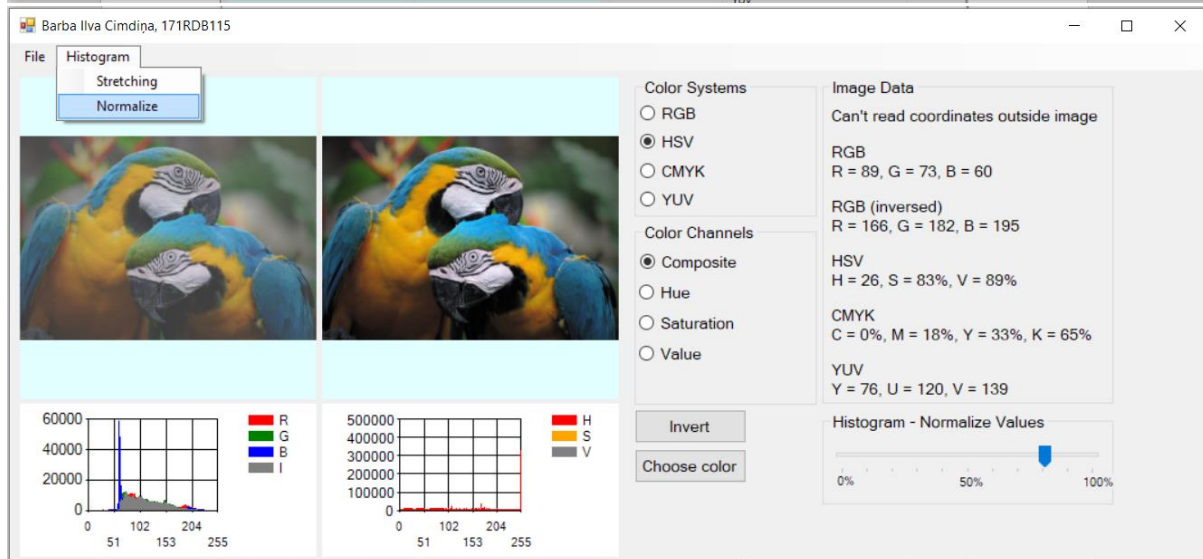 YUV
Barba Ilva Cimdiņa, 171RDB115
File Histogram
Stretching
Normalize
Color Systems
RGB
HSV
CMYK
YUV
Color Channels
Composite
Hue
Saturation
Value
Invert
Choose color
Image Data
Can't read coordinates outside image
RGB
R = 89, G = 73, B = 60
RGB (inversed)
R = 166, G = 182, B = 195
HSV
H = 26, S = 83%, V = 89%
CMYK
C = 0%, M = 18%, Y = 33%, K = 65%
YUV
Y = 76, U = 120, V = 139
Histogram - Normalize Values
0% 50% 100%
60000
40000
20000
0
0 102 204
51 153 255
R
G
B
I
500000
400000
300000
200000
100000
0
0 102 204
51 153 255
H
S
V